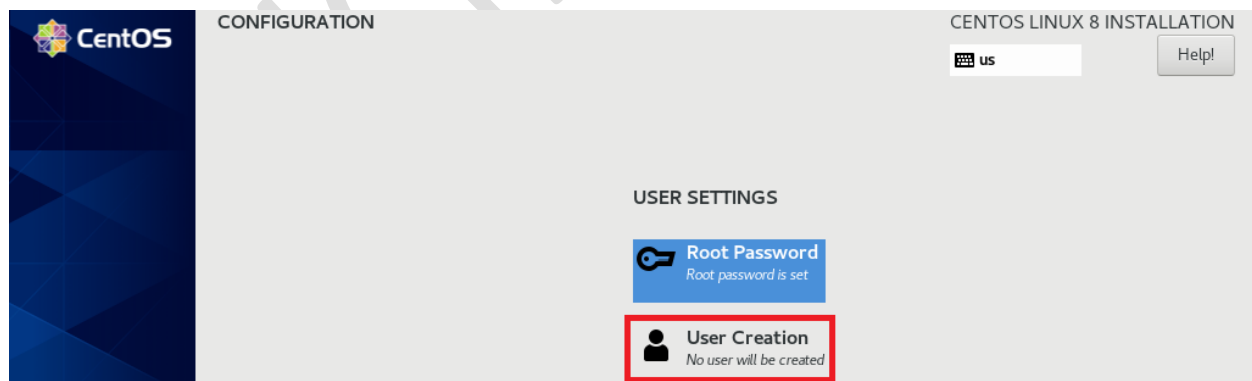 CentOS
CONFIGURATION
CENTOS LINUX 8 INSTALLATION
us
Help!
USER SETTINGS
Root Password
Root password is set
User Creation
No user will be created